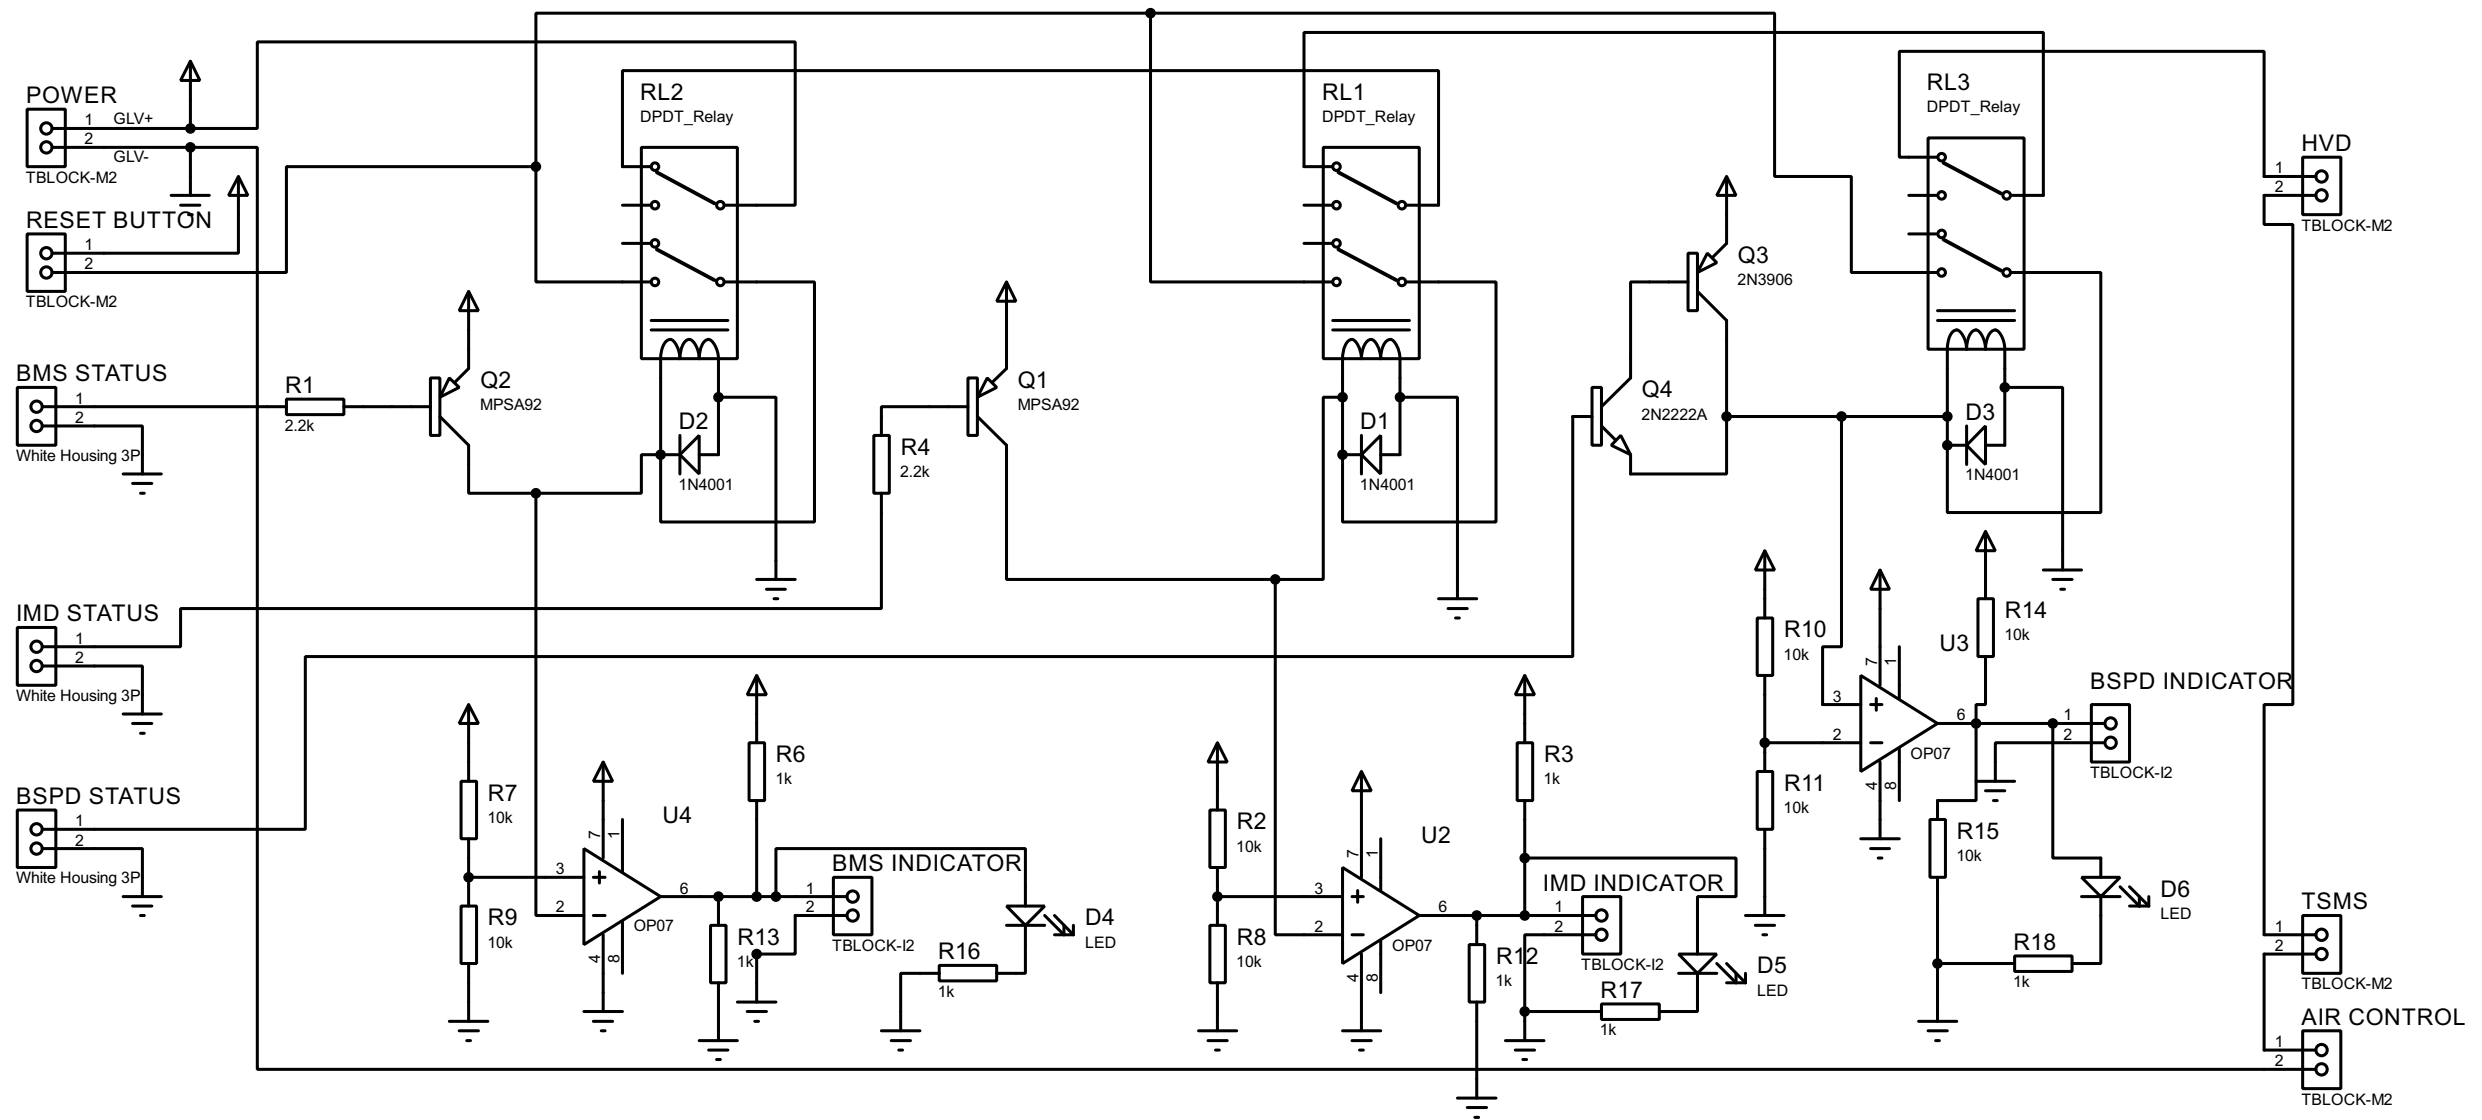 POWER
1
GLV+
2
GLV-
TBLOCK-M2
RESET BUTTON
1
2
TBLOCK-M2
BMS STATUS
1
2
White Housing 3P
R1
2.2k
Q2
MPSA92
RL2
DPDT_Relay
D2
1N4001
R4
2.2k
Q1
MPSA92
RL1
DPDT_Relay
D1
1N4001
Q4
2N2222A
Q3
2N3906
RL3
DPDT_Relay
D3
1N4001
HVD
1
2
TBLOCK-M2
IMD STATUS
1
2
White Housing 3P
BSPD STATUS
1
2
White Housing 3P
R7
10k
R9
10k
U4
3
2
6
7
1
4
8
OP07
R6
1k
R13
1k
BMS INDICATOR
1
2
TBLOCK-I2
R16
1k
D4
LED
R2
10k
R8
10k
U2
3
2
6
7
1
4
8
OP07
R3
1k
R12
1k
IMD INDICATOR
1
2
TBLOCK-I2
R17
1k
D5
LED
R10
10k
R11
10k
U3
3
2
6
7
1
4
8
OP07
R14
10k
R15
10k
BSPD INDICATOR
1
2
TBLOCK-I2
R18
1k
D6
LED
TSMS
1
2
TBLOCK-M2
AIR CONTROL
1
2
TBLOCK-M2